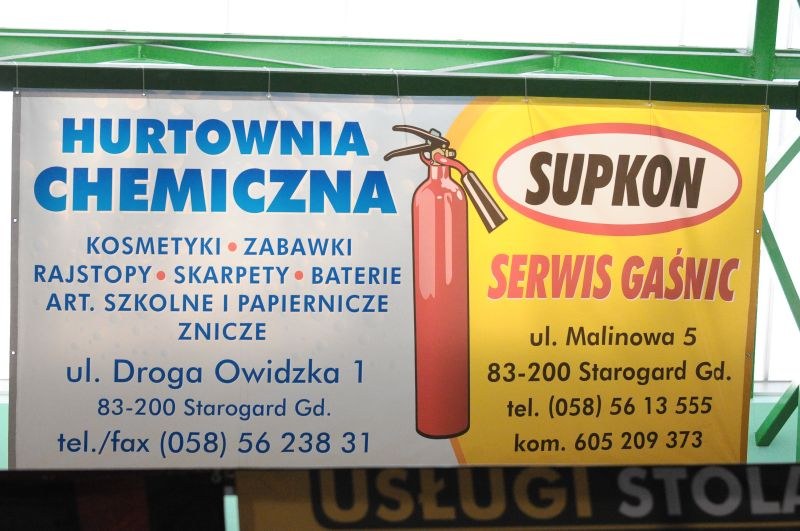 HURTOWNIA
CHEMICZNA
KOSMETYKI • ZABAWKI
RAJSTOPY • SKARPETY • BATERIE
ART. SZKOLNE I PAPIERNICZE
ZNICZE
ul. Droga Owidzka 1
83-200 Starogard Gd.
tel./fax (058) 56 238 31
SUPKON
SERWIS GAŚNIC
ul. Malinowa 5
83-200 Starogard Gd.
tel. (058) 56 13 555
kom. 605 209 373
USŁUGI STOLA